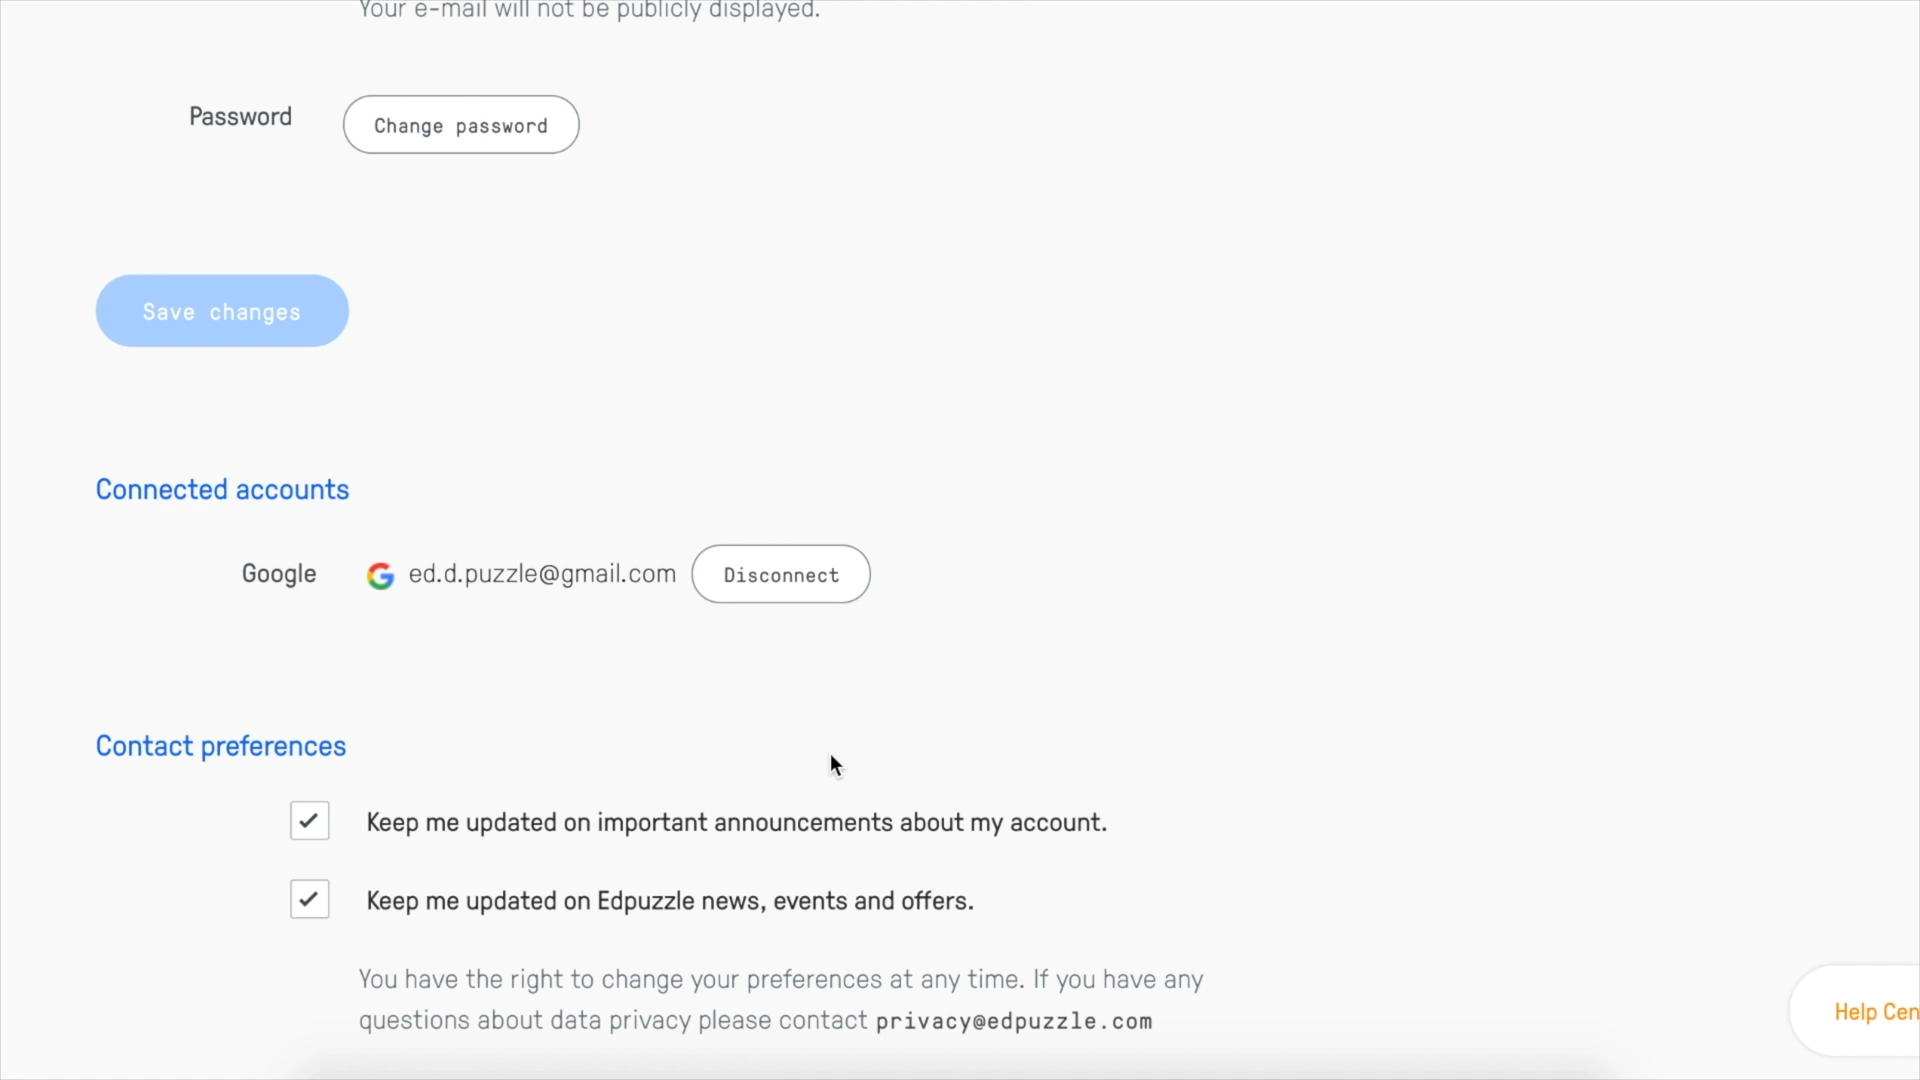 Your e-mail will not be publicly displayed.
Password
Change password
Save changes
Connected accounts
Google
ed.d.puzzle@gmail.com
Disconnect
Contact preferences
Keep me updated on important announcements about my account.
Keep me updated on Edpuzzle news, events and offers.
You have the right to change your preferences at any time. If you have any
questions about data privacy please contact privacy@edpuzzle.com
Help Cen